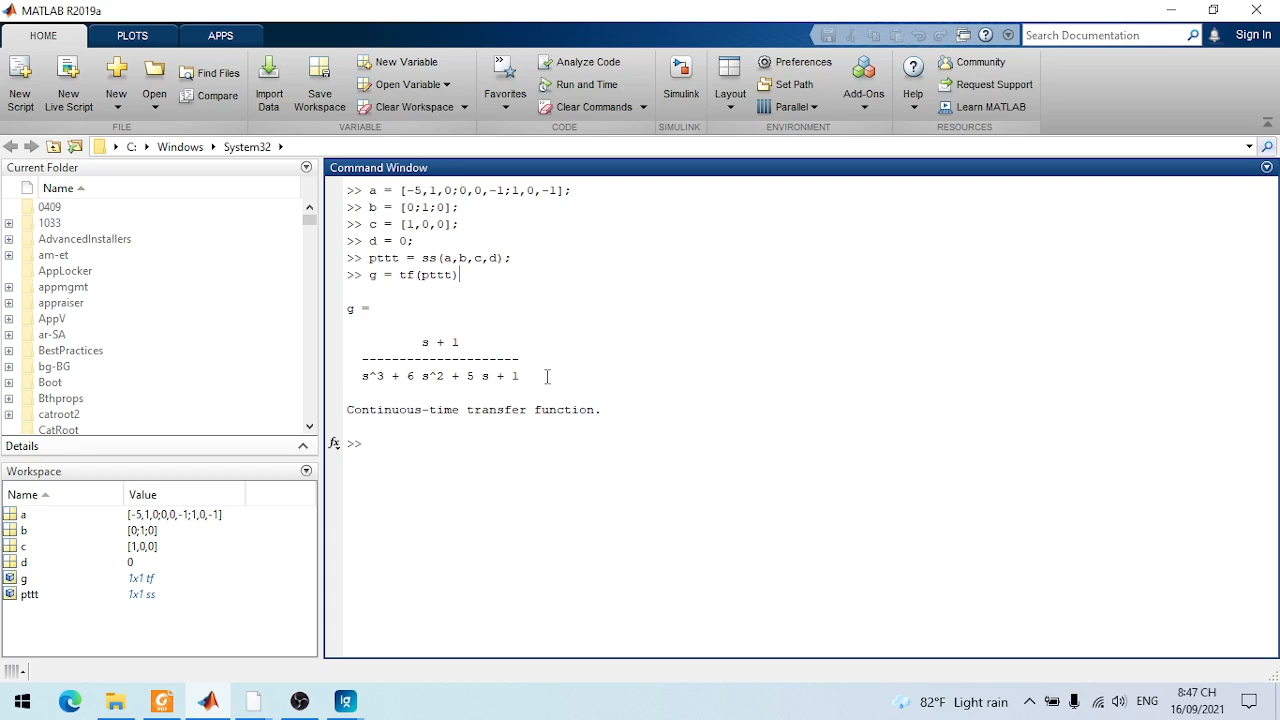 MATLAB R2019a
HOME PLOTS APPS Search Documentation Sign In
New Script New Live Script New Open Find Files Compare Import Data Save Workspace New Variable Open Variable Clear Workspace Favorites Analyze Code Run and Time Clear Commands Simulink Layout Preferences Set Path Parallel Add-Ons Help Community Request Support Learn MATLAB
FILE VARIABLE CODE SIMULINK ENVIRONMENT RESOURCES
C: Windows System32
Current Folder
Name
0409
1033
AdvancedInstallers
am-et
AppLocker
appmgmt
appraiser
AppV
ar-SA
BestPractices
bg-BG
Boot
Bthprops
catroot2
CatRoot
Details
Workspace
Name Value
a [-5,1,0;0,0,-1;1,0,-1]
b [0;1;0]
c [1,0,0]
d 0
g 1x1 tf
pttt 1x1 ss
Command Window
>> a = [-5,1,0;0,0,-1;1,0,-1];
>> b = [0;1;0];
>> c = [1,0,0];
>> d = 0;
>> pttt = ss(a,b,c,d);
>> g = tf(pttt)
g =
s + 1
---------------------
s^3 + 6 s^2 + 5 s + 1
Continuous-time transfer function.
fx >>
82°F Light rain ENG 8:47 CH
16/09/2021